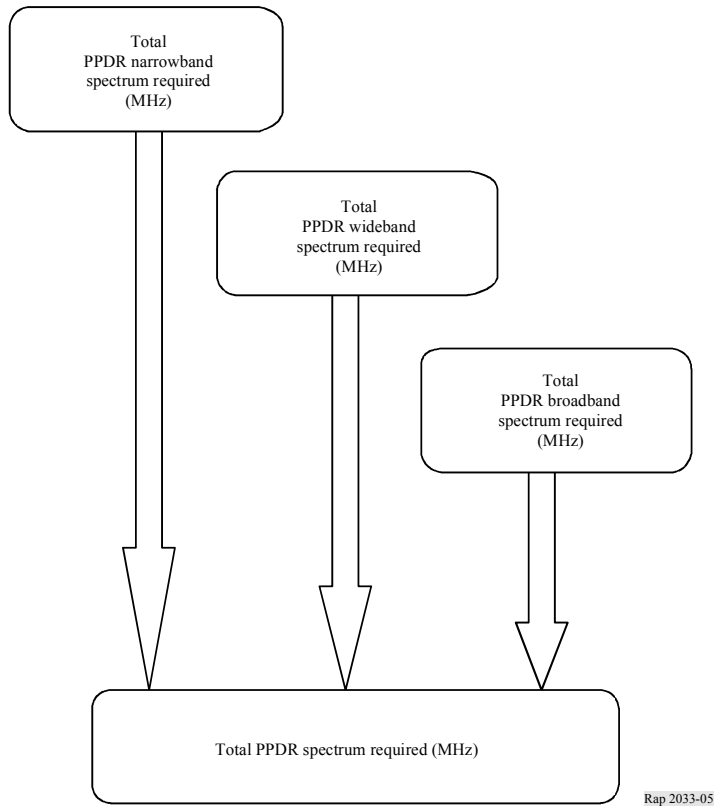 Total
PPDR narrowband
spectrum required
(MHz)
Total
PPDR wideband
spectrum required
(MHz)
Total
PPDR broadband
spectrum required
(MHz)
Total PPDR spectrum required (MHz)
Rap 2033-05